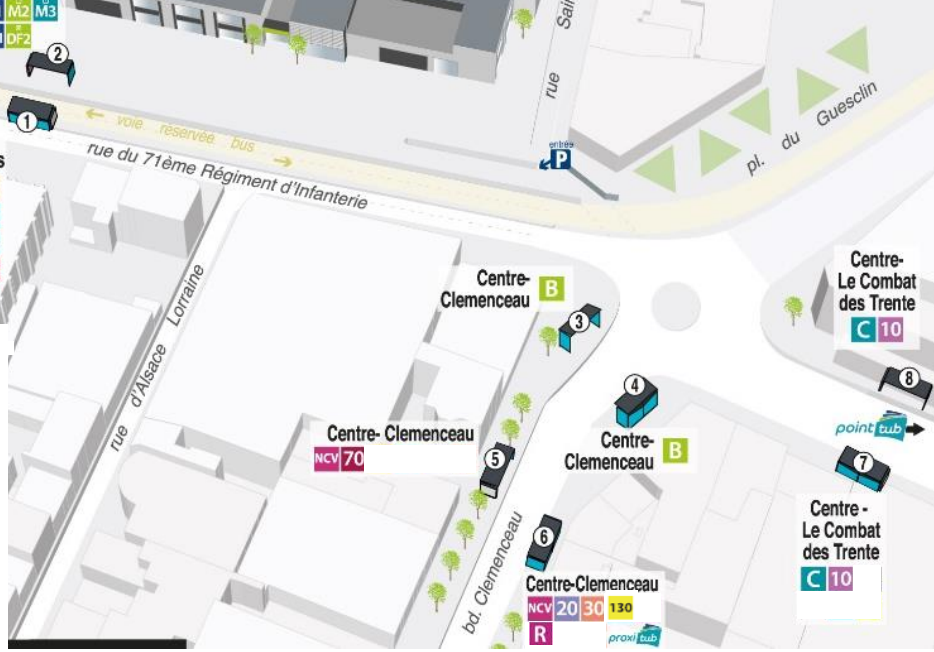 M2 M3
DF2
2
1
← voie réservée bus →
rue du 71ème Régiment d'Infanterie
rue
entrée
P
pl. du Guesclin
rue d'Alsace Lorraine
Centre-
Clemenceau B
3
Centre-
Le Combat
des Trente
C 10
8
4
Centre-
Clemenceau B
point tub →
7
Centre- Clemenceau
NCV 70
5
Centre -
Le Combat
des Trente
C 10
6
bd. Clemenceau
Centre-Clemenceau
NCV 20 30 130
R proxi tub